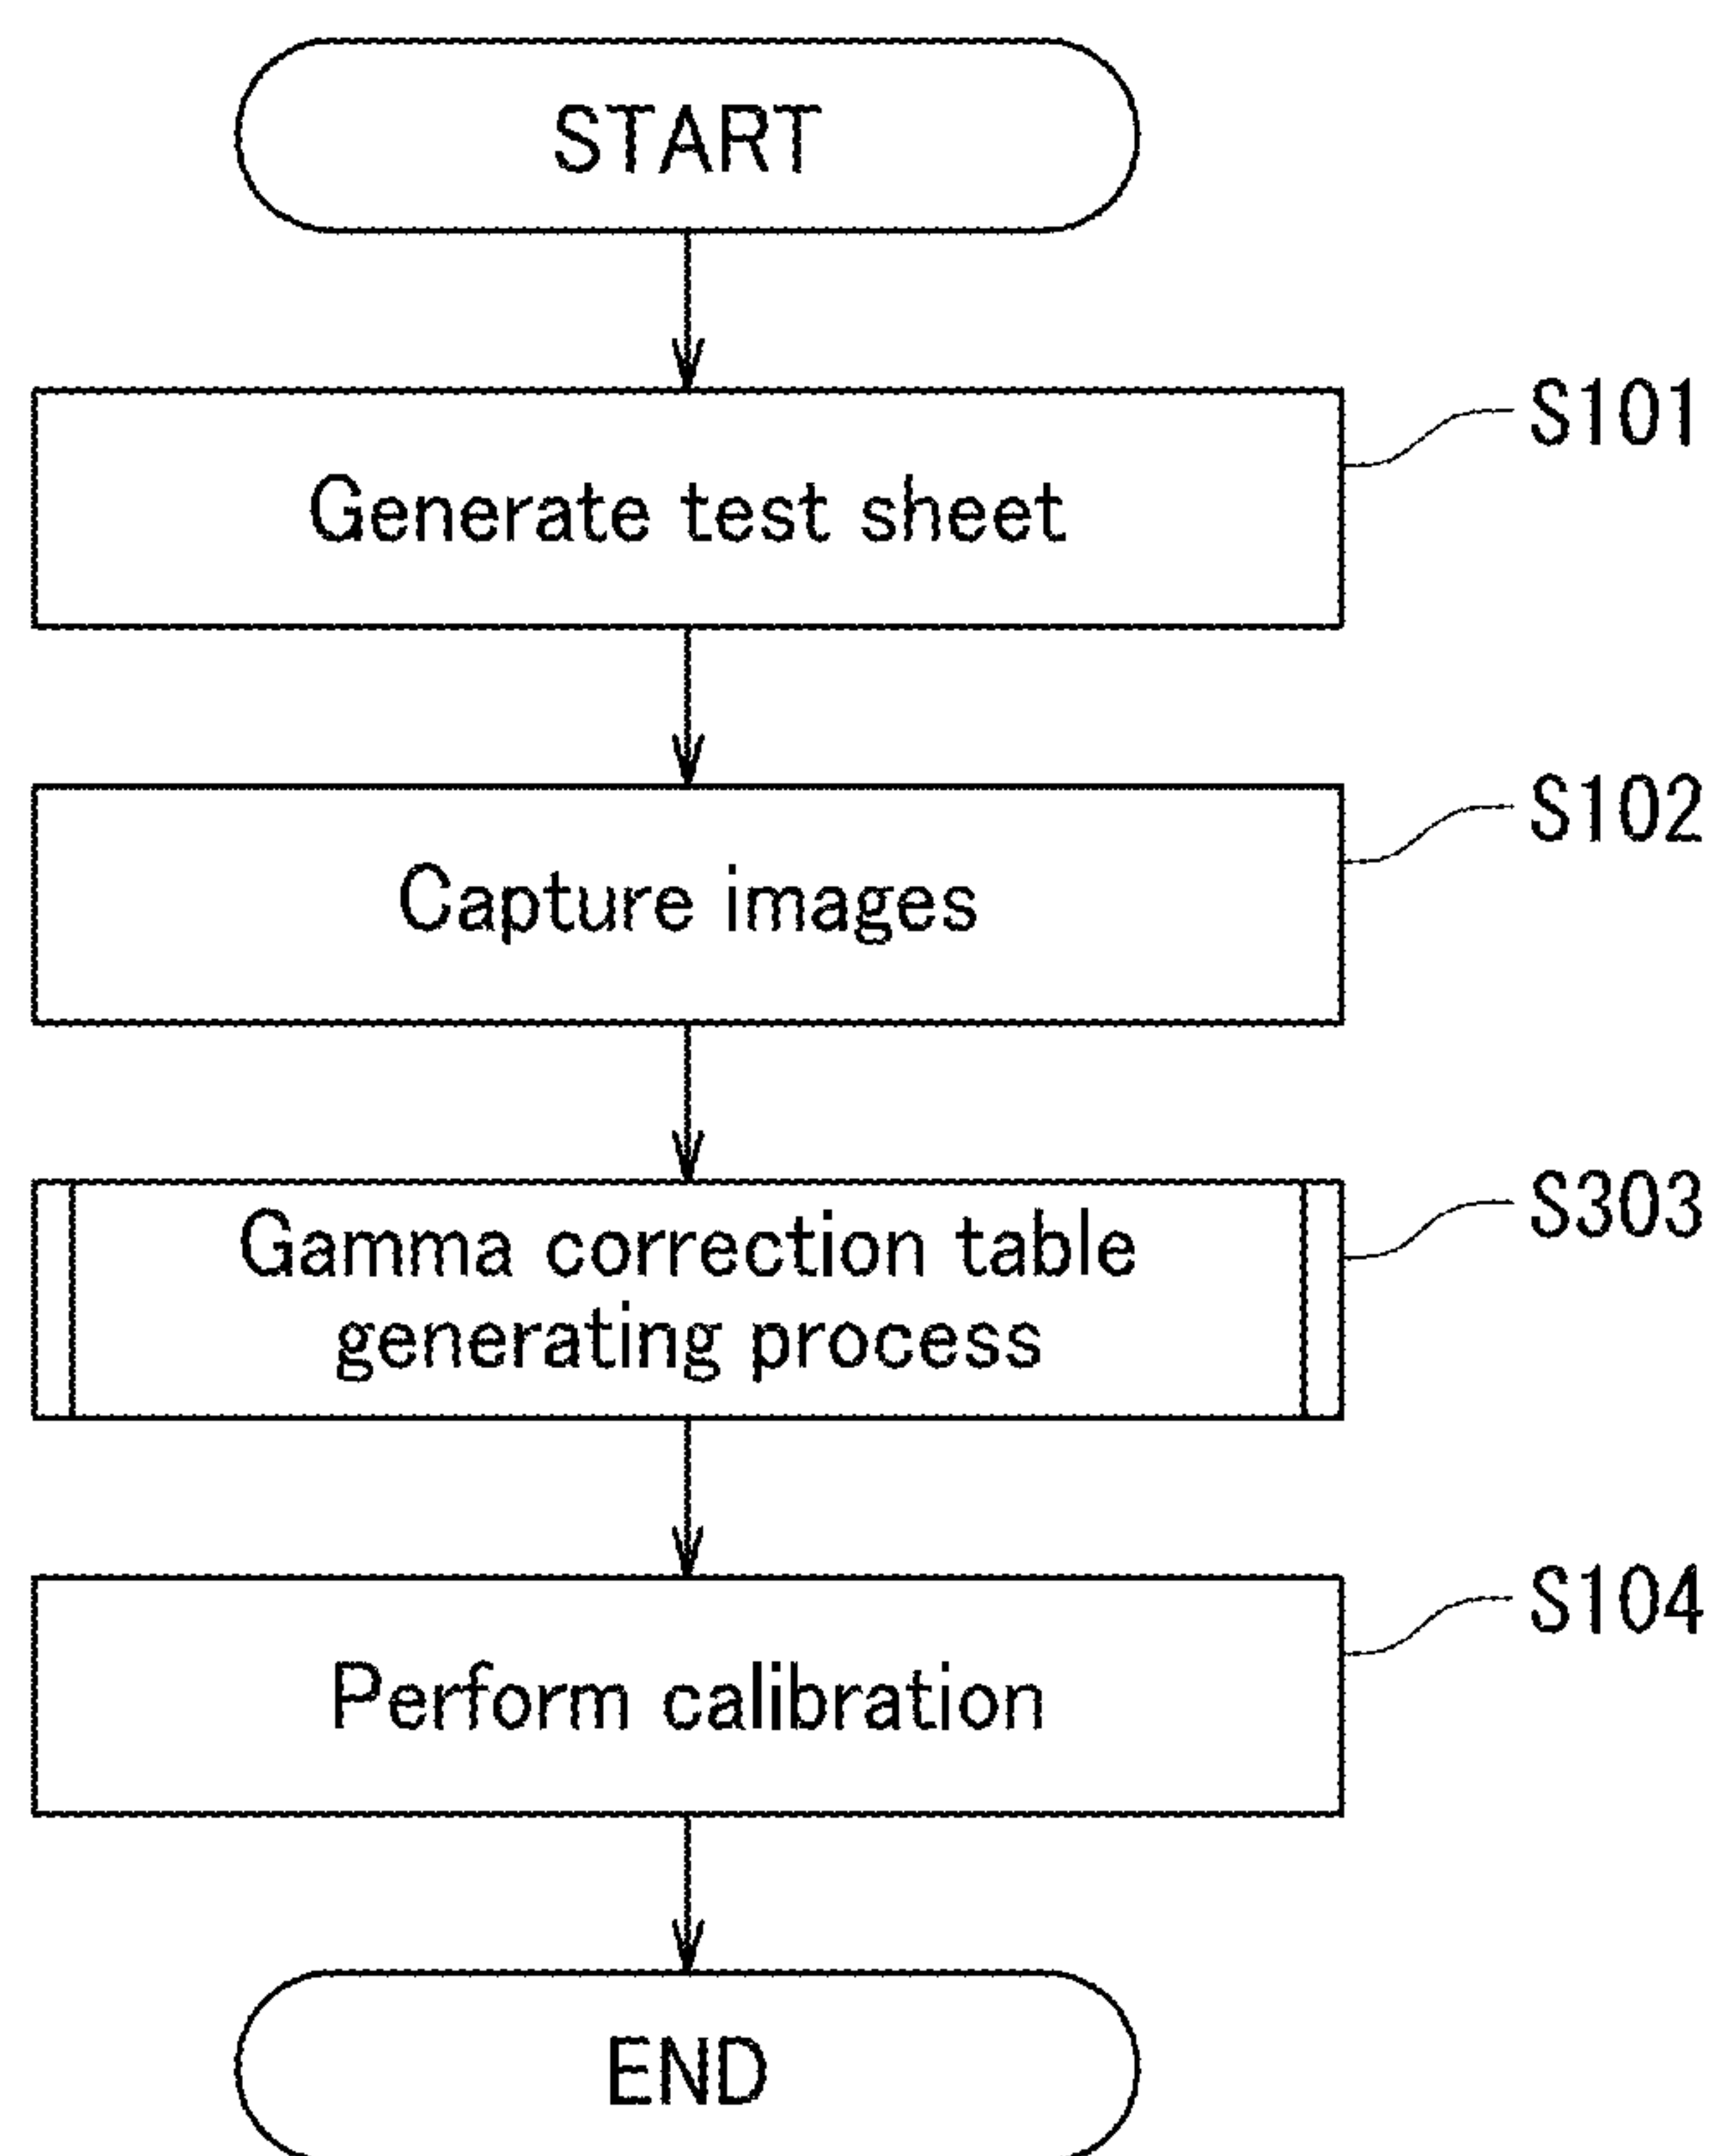 START
S101
Generate test sheet
S102
Capture images
S303
Gamma correction table
generating process
S104
Perform calibration
END